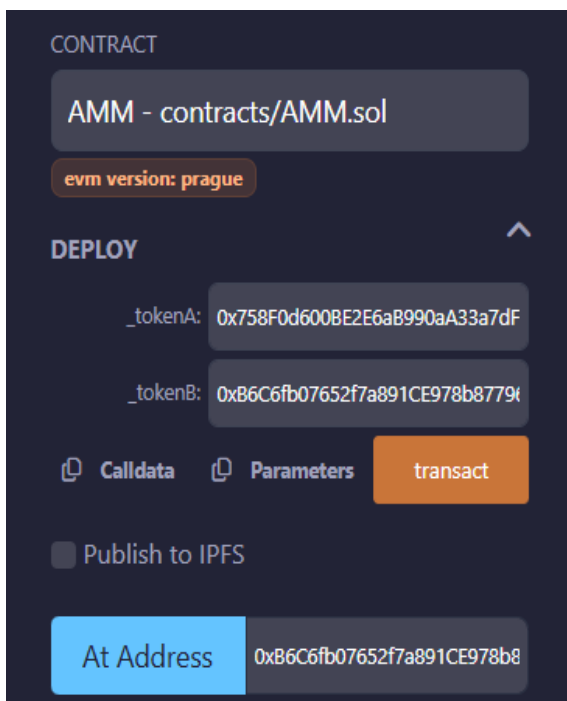 CONTRACT
AMM - contracts/AMM.sol
evm version: prague
DEPLOY
_tokenA: 0x758F0d600BE2E6aB990aA33a7dF
_tokenB: 0xB6C6fb07652f7a891CE978b8779
Calldata Parameters transact
Publish to IPFS
At Address 0xB6C6fb07652f7a891CE978b8